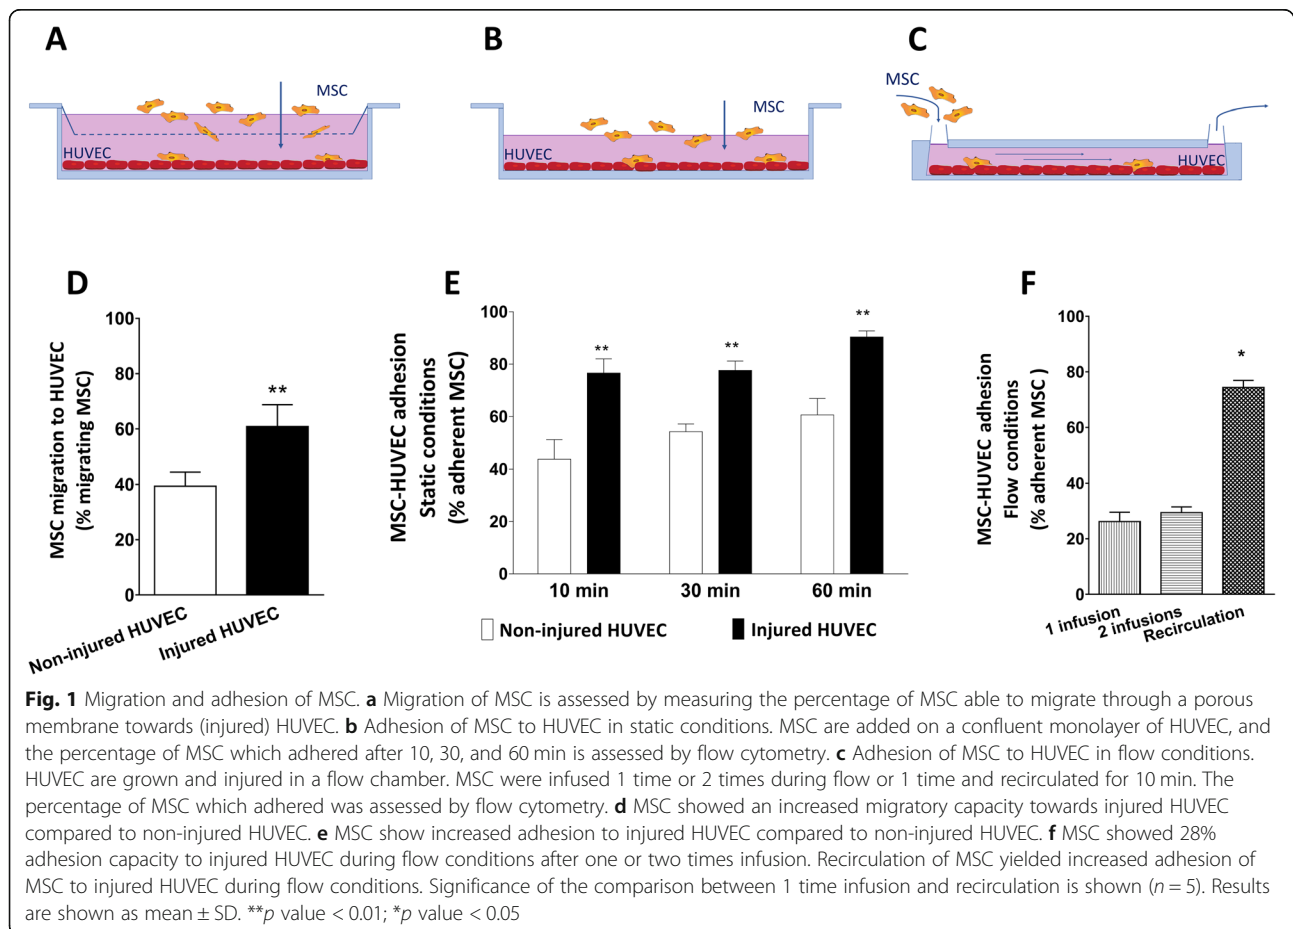 A
B
C
MSC
HUVEC
MSC
HUVEC
MSC
HUVEC
D
MSC migration to HUVEC
(% migrating MSC)
100
80
60
40
20
0
**
Non-injured HUVEC
Injured HUVEC
E
MSC-HUVEC adhesion
Static conditions
(% adherent MSC)
100
80
60
40
20
0
**
**
**
10 min
30 min
60 min
Non-injured HUVEC
Injured HUVEC
F
MSC-HUVEC adhesion
Flow conditions
(% adherent MSC )
100
80
60
40
20
0
*
1 infusion
2 infusions
Recirculation
Fig. 1 Migration and adhesion of MSC. a Migration of MSC is assessed by measuring the percentage of MSC able to migrate through a porous
membrane towards (injured) HUVEC. b Adhesion of MSC to HUVEC in static conditions. MSC are added on a confluent monolayer of HUVEC, and
the percentage of MSC which adhered after 10, 30, and 60 min is assessed by flow cytometry. c Adhesion of MSC to HUVEC in flow conditions.
HUVEC are grown and injured in a flow chamber. MSC were infused 1 time or 2 times during flow or 1 time and recirculated for 10 min. The
percentage of MSC which adhered was assessed by flow cytometry. d MSC showed an increased migratory capacity towards injured HUVEC
compared to non-injured HUVEC. e MSC show increased adhesion to injured HUVEC compared to non-injured HUVEC. f MSC showed 28%
adhesion capacity to injured HUVEC during flow conditions after one or two times infusion. Recirculation of MSC yielded increased adhesion of
MSC to injured HUVEC during flow conditions. Significance of the comparison between 1 time infusion and recirculation is shown (n = 5). Results
are shown as mean ± SD. **p value < 0.01; *p value < 0.05